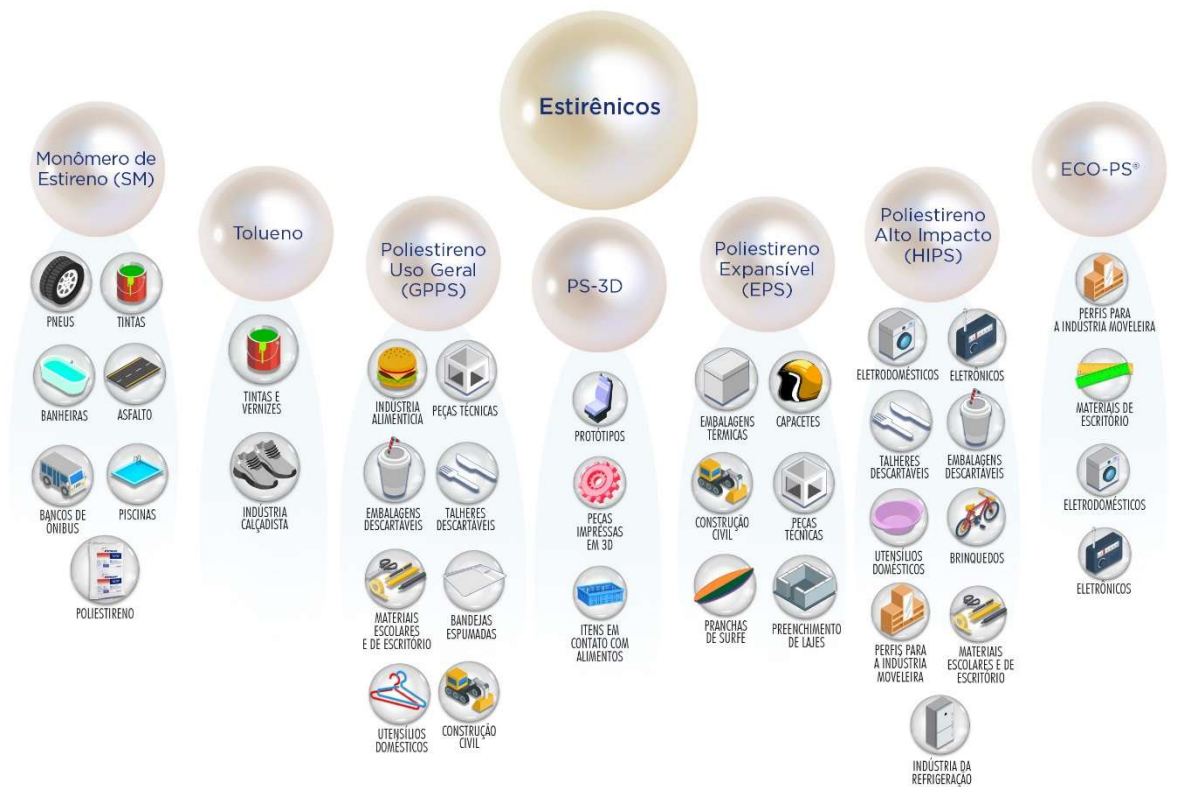 Estirênicos
Monômero de
Estireno (SM)
PNEUS
TINTAS
BANHEIRAS
ASFALTO
BANCOS DE
ÔNIBUS
PISCINAS
POLIESTIRENO
Tolueno
TINTAS E
VERNIZES
INDÚSTRIA
CALÇADISTA
Poliestireno
Uso Geral
(GPPS)
INDÚSTRIA
ALIMENTÍCIA
PEÇAS TÉCNICAS
EMBALAGENS
DESCARTÁVEIS
TALHERES
DESCARTÁVEIS
MATERIAIS
ESCOLARES
E DE ESCRITÓRIO
BANDEJAS
ESPUMADAS
UTENSÍLIOS
DOMÉSTICOS
CONSTRUÇÃO
CIVIL
PS-3D
PROTÓTIPOS
PEÇAS
IMPRESSAS
EM 3D
ITENS EM
CONTATO COM
ALIMENTOS
Poliestireno
Expansível
(EPS)
EMBALAGENS
TÉRMICAS
CAPACETES
CONSTRUÇÃO
CIVIL
PEÇAS
TÉCNICAS
PRANCHAS
DE SURFE
PREENCHIMENTO
DE LAJES
Poliestireno
Alto Impacto
(HIPS)
ELETRODOMÉSTICOS
ELETRÔNICOS
TALHERES
DESCARTÁVEIS
EMBALAGENS
DESCARTÁVEIS
UTENSÍLIOS
DOMÉSTICOS
BRINQUEDOS
PERFIS PARA
A INDÚSTRIA
MOVELEIRA
MATERIAIS
ESCOLARES E DE
ESCRITÓRIO
INDÚSTRIA DA
REFRIGERAÇÃO
ECO-PS®
PERFIS PARA
A INDÚSTRIA MOVELEIRA
MATERIAIS DE
ESCRITÓRIO
ELETRODOMÉSTICOS
ELETRÔNICOS